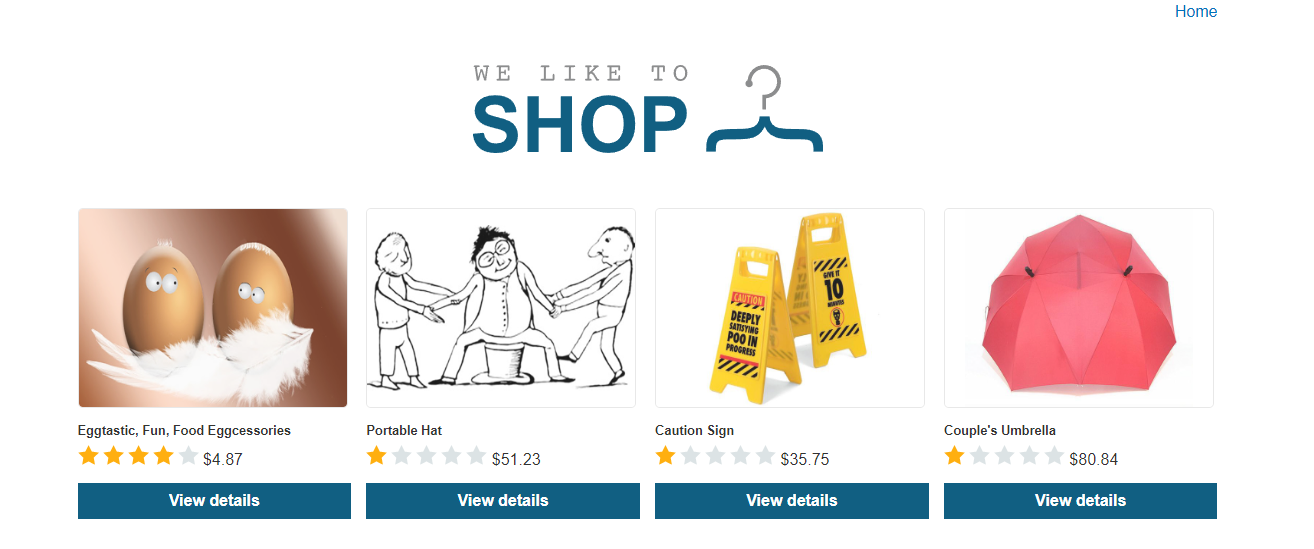 Home
WE LIKE TO
SHOP
CAUTION
DEEPLY
SATISFYING
POO IN
PROGRESS
GIVE IT
10
MINUTES
Eggtastic, Fun, Food Eggcessories
Portable Hat
Caution Sign
Couple's Umbrella
$4.87
$51.23
$35.75
$80.84
View details
View details
View details
View details